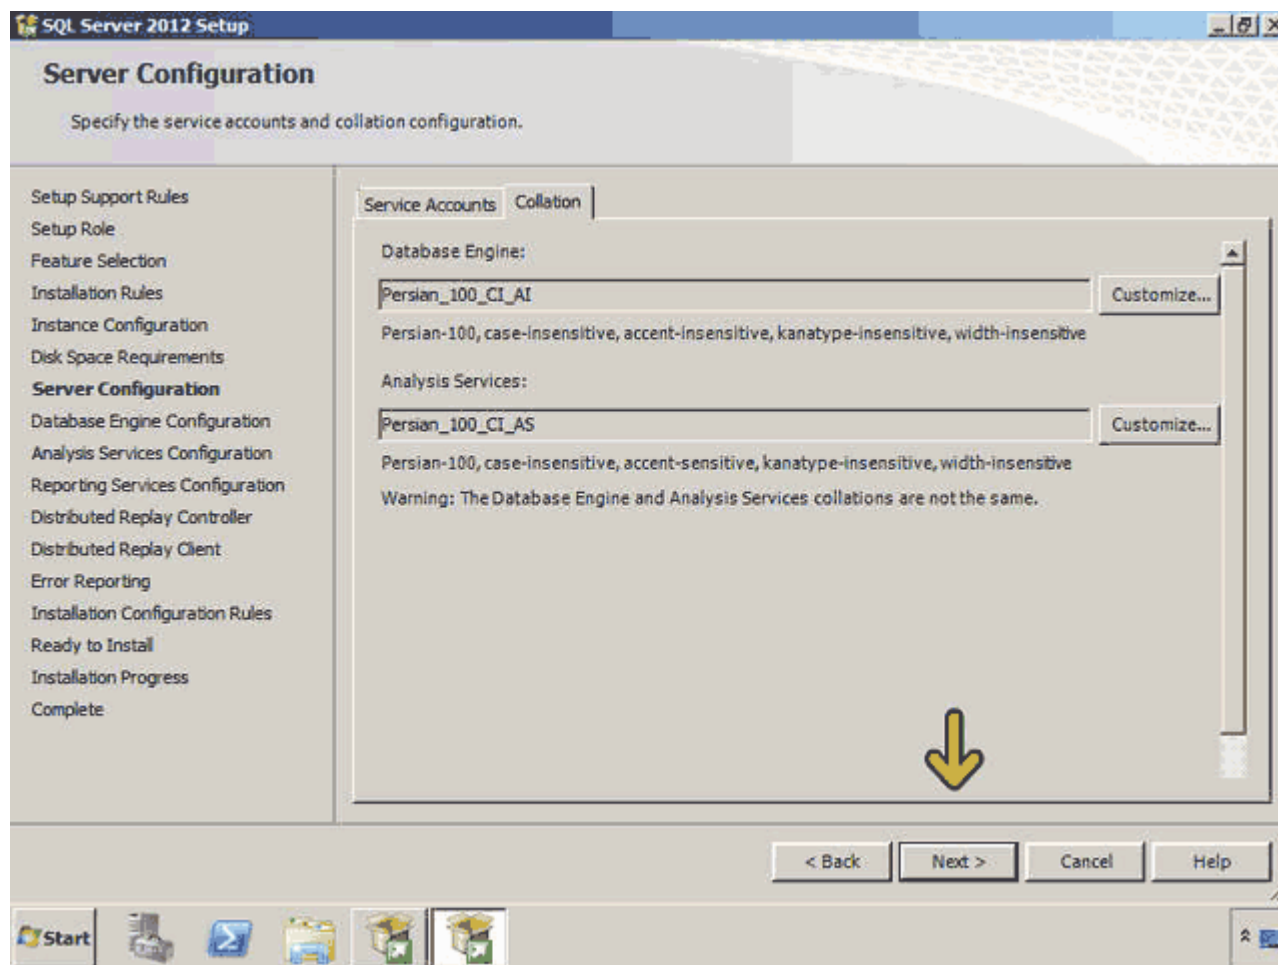 SQL Server 2012 Setup
Server Configuration
Specify the service accounts and collation configuration.
Setup Support Rules
Setup Role
Feature Selection
Installation Rules
Instance Configuration
Disk Space Requirements
Server Configuration
Database Engine Configuration
Analysis Services Configuration
Reporting Services Configuration
Distributed Replay Controller
Distributed Replay Client
Error Reporting
Installation Configuration Rules
Ready to Install
Installation Progress
Complete
Service Accounts Collation
Database Engine:
Persian_100_CI_AI Customize...
Persian-100, case-insensitive, accent-insensitive, kanatype-insensitive, width-insensitive
Analysis Services:
Persian_100_CI_AS Customize...
Persian-100, case-insensitive, accent-sensitive, kanatype-insensitive, width-insensitive
Warning: The Database Engine and Analysis Services collations are not the same.
< Back Next > Cancel Help
Start